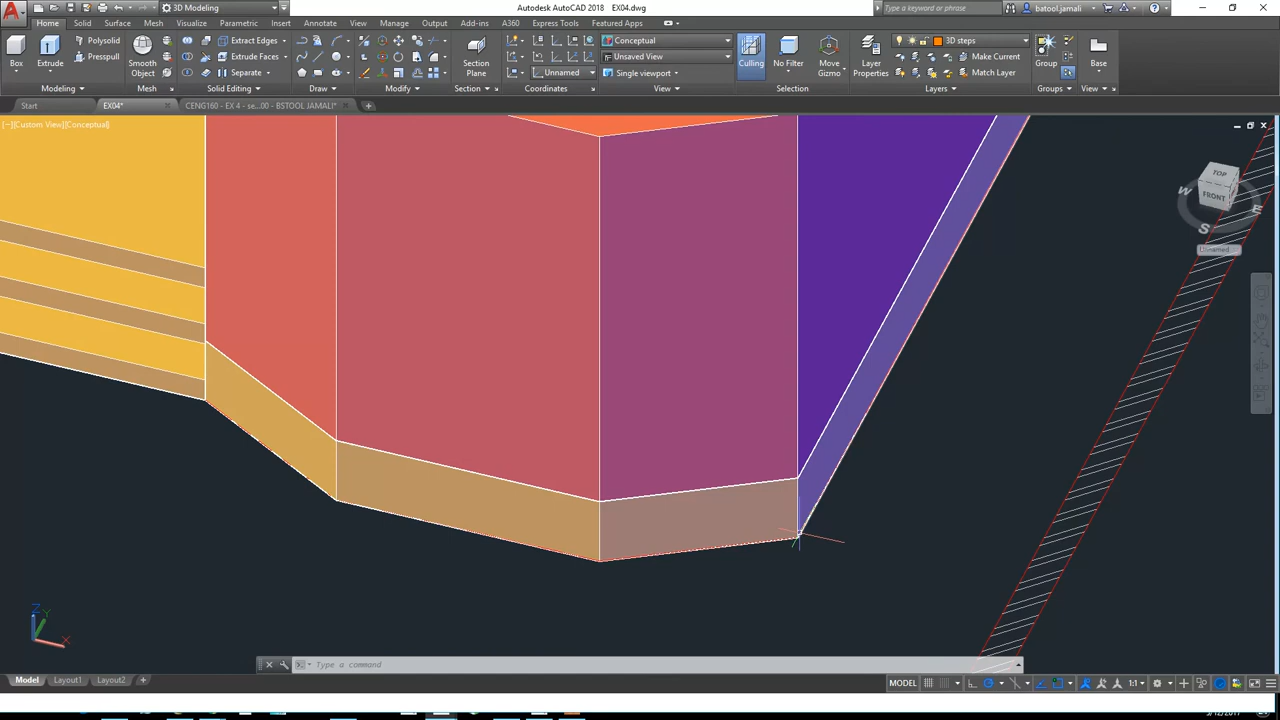 Autodesk AutoCAD 2018 EX04.dwg
3D Modeling
Type a keyword or phrase
batool.jamali
Home Solid Surface Mesh Visualize Parametric Insert Annotate View Manage Output Add-ins A360 Express Tools Featured Apps
Box
Extrude
Polysolid
Presspull
Modeling
Smooth
Object
Mesh
Extract Edges
Extrude Faces
Separate
Solid Editing
Draw
Modify
Section
Plane
Section
Unnamed
Coordinates
Conceptual
Unsaved View
Single viewport
View
Culling
No Filter
Move
Gizmo
Selection
Layer
Properties
3D steps
Make Current
Match Layer
Layers
Group
Groups
Base
View
Start EX04* CENG160 - EX 4 - se...00 - BSTOOL JAMALI*
[−][Custom View][Conceptual]
TOP
FRONT
W
E
S
Unnamed
Z
Y
X
Type a command
Model Layout1 Layout2
MODEL
1:1